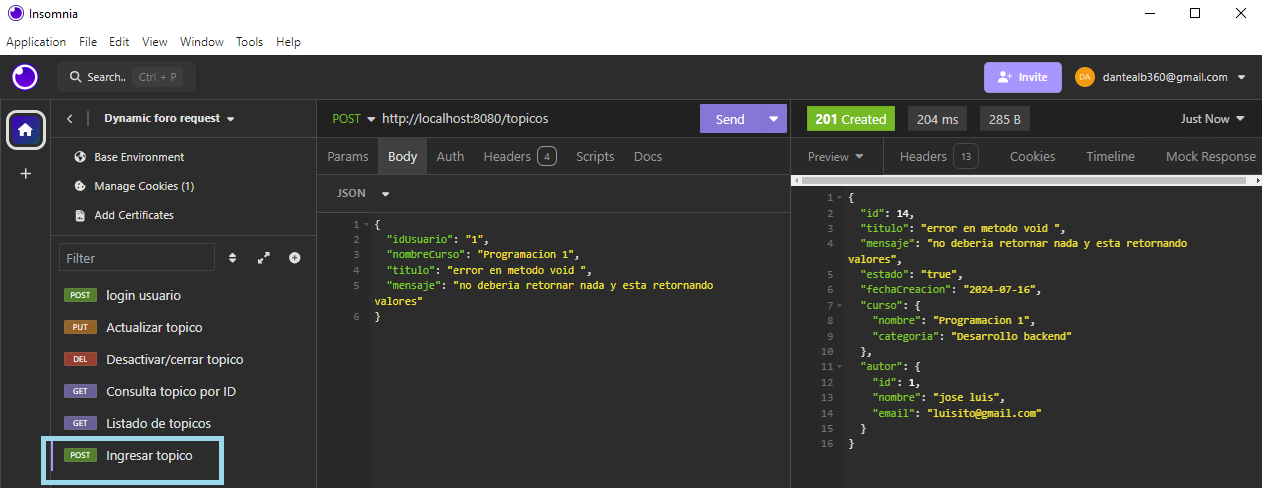 Insomnia
Application File Edit View Window Tools Help
Search.. Ctrl + P
Invite
DA
dantealb360@gmail.com
Dynamic foro request
Base Environment
Manage Cookies (1)
Add Certificates
Filter
POST login usuario
PUT Actualizar topico
DEL Desactivar/cerrar topico
GET Consulta topico por ID
GET Listado de topicos
POST Ingresar topico
POST http://localhost:8080/topicos
Send
Params Body Auth Headers 4 Scripts Docs
JSON
1 {
2 "idUsuario": "1",
3 "nombreCurso": "Programacion 1",
4 "titulo": "error en metodo void ",
5 "mensaje": "no deberia retornar nada y esta retornando
valores"
6 }
201 Created 204 ms 285 B Just Now
Preview Headers 13 Cookies Timeline Mock Response
1 {
2 "id": 14,
3 "titulo": "error en metodo void ",
4 "mensaje": "no deberia retornar nada y esta retornando
valores",
5 "estado": "true",
6 "fechaCreacion": "2024-07-16",
7 "curso": {
8 "nombre": "Programacion 1",
9 "categoria": "Desarrollo backend"
10 },
11 "autor": {
12 "id": 1,
13 "nombre": "jose luis",
14 "email": "luisito@gmail.com"
15 }
16 }